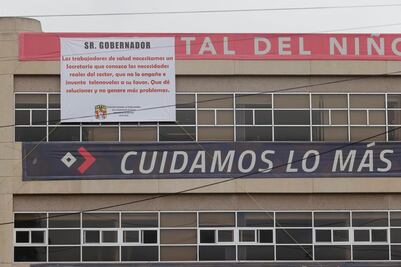 SR. GOBERNADOR
TAL DEL NIÑO
Los trabajadores de salud necesitamos un
Secretario que conozca las necesidades
reales del sector, que no lo engañe e
invente telenovelas a su favor. Que dé
soluciones y no genere más problemas.
CUIDAMOS LO MÁS